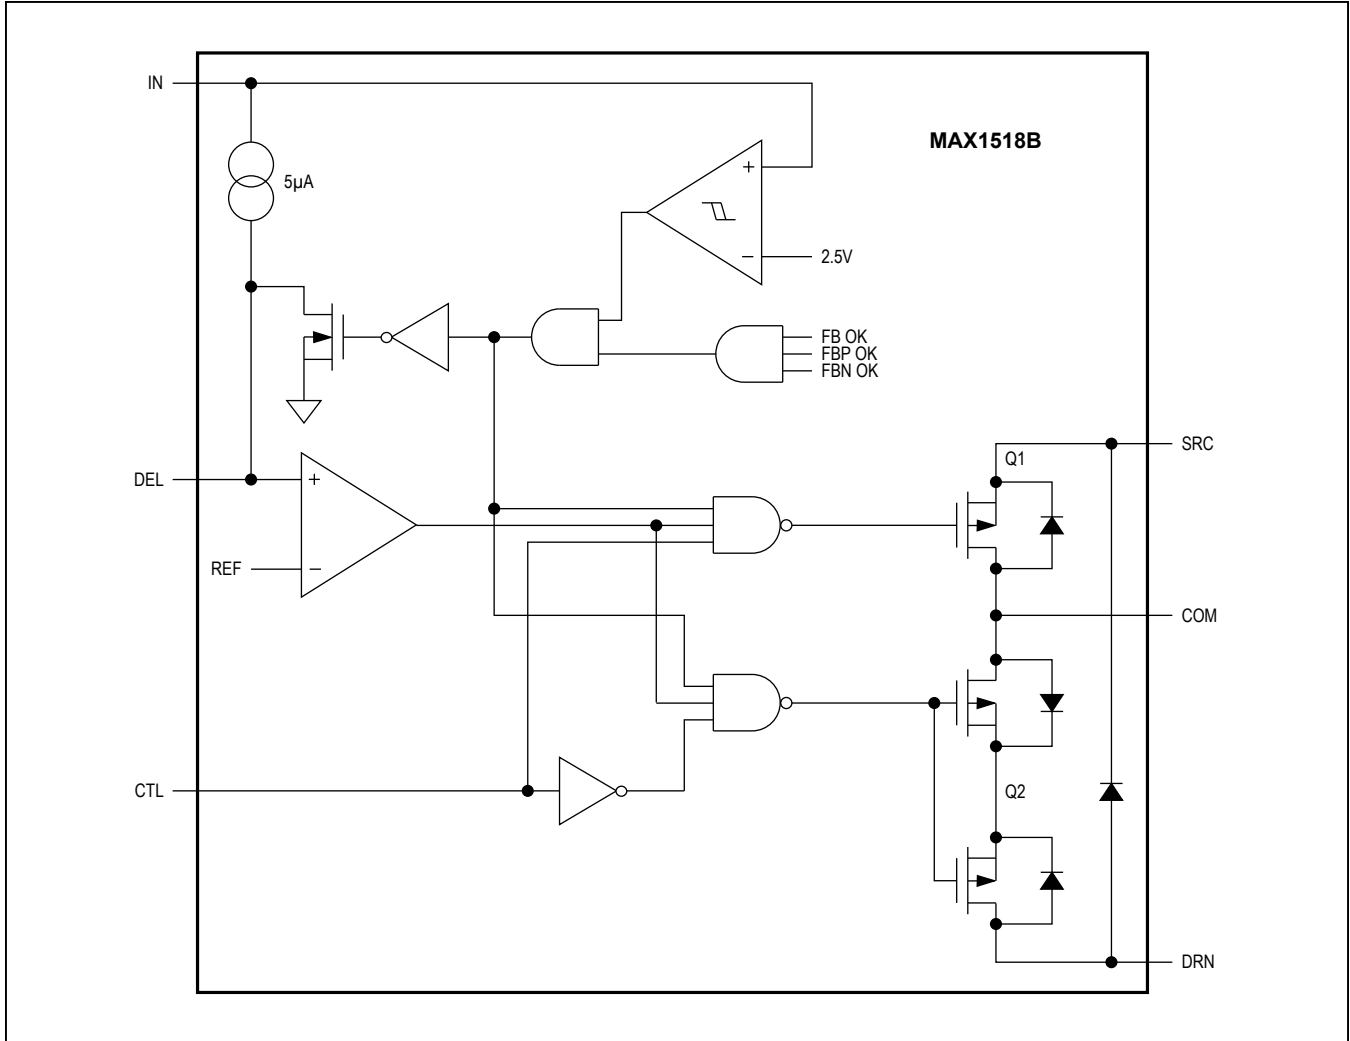 IN
MAX1518B
+
5µA
−
2.5V
FB OK
FBP OK
FBN OK
SRC
Q1
DEL
+
REF
−
COM
CTL
Q2
DRN